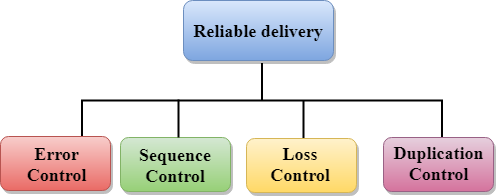 Reliable delivery
Error
Control
Sequence
Control
Loss
Control
Duplication
Control